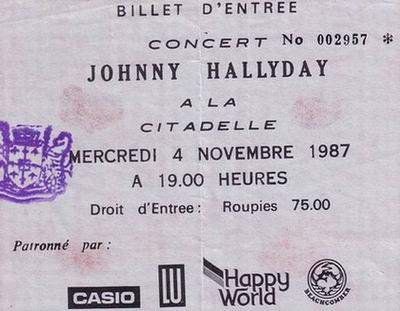 BILLET D'ENTREE
CONCERT No 002957 *
JOHNNY HALLYDAY
A LA
CITADELLE
MERCREDI 4 NOVEMBRE 1987
A 19.00 HEURES
Droit d'Entree: Roupies 75.00
Patronné par :
CASIO LU Happy World BEACHCOMBER